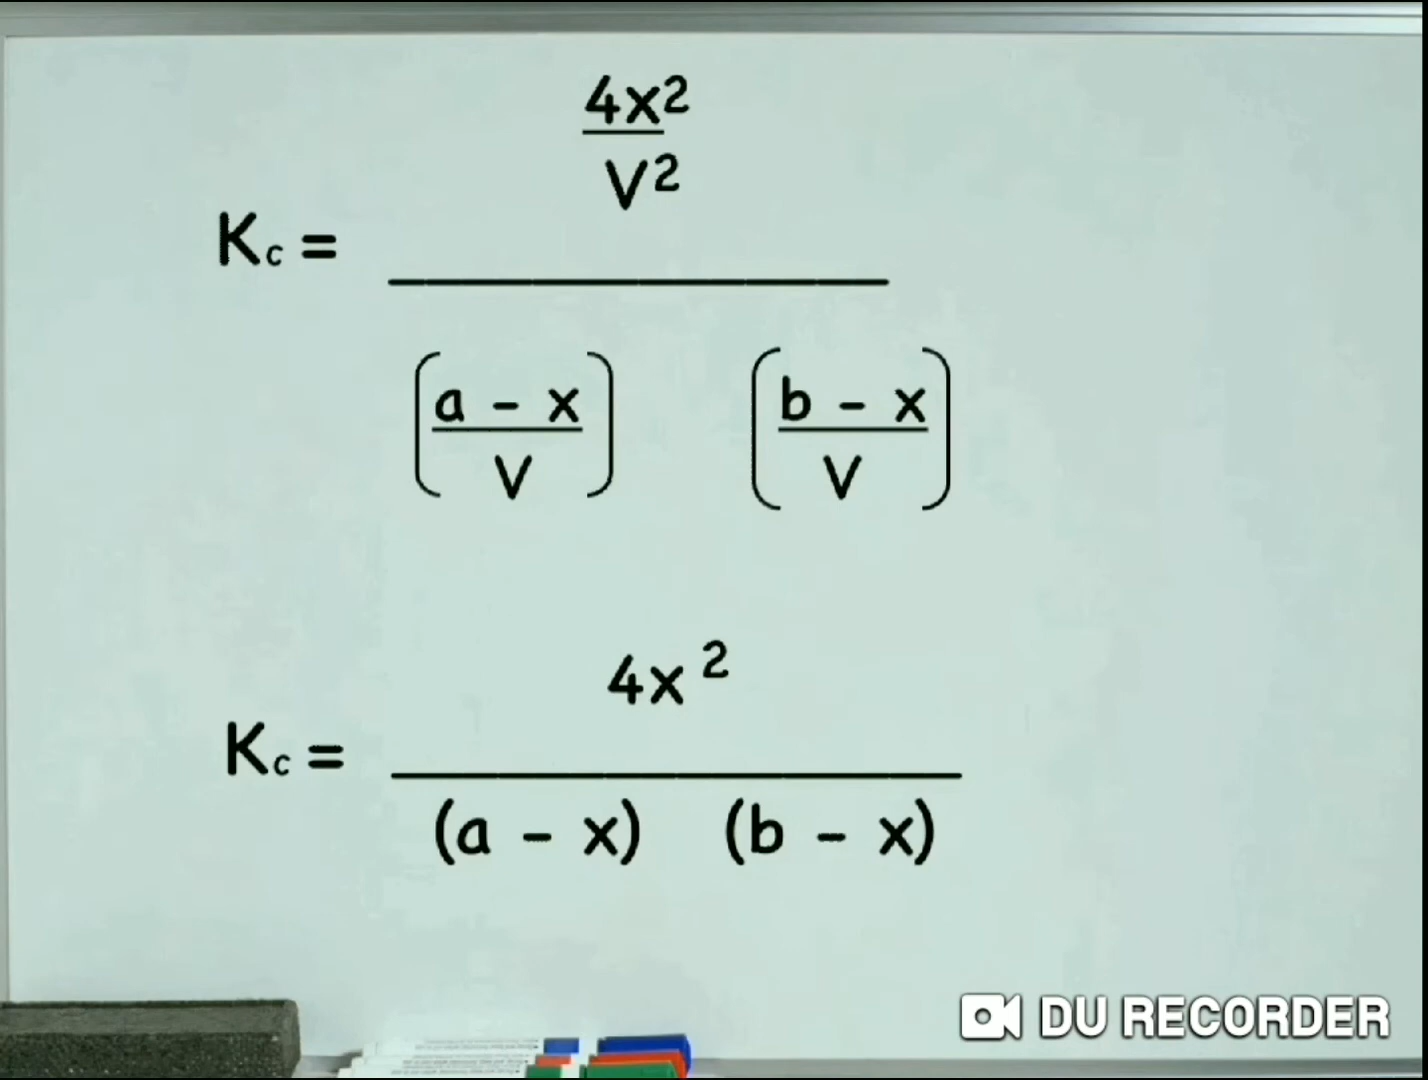 4x²
V²
Kc =
(a - x) (b - x)
V V
4x²
Kc =
(a - x) (b - x)
DU RECORDER